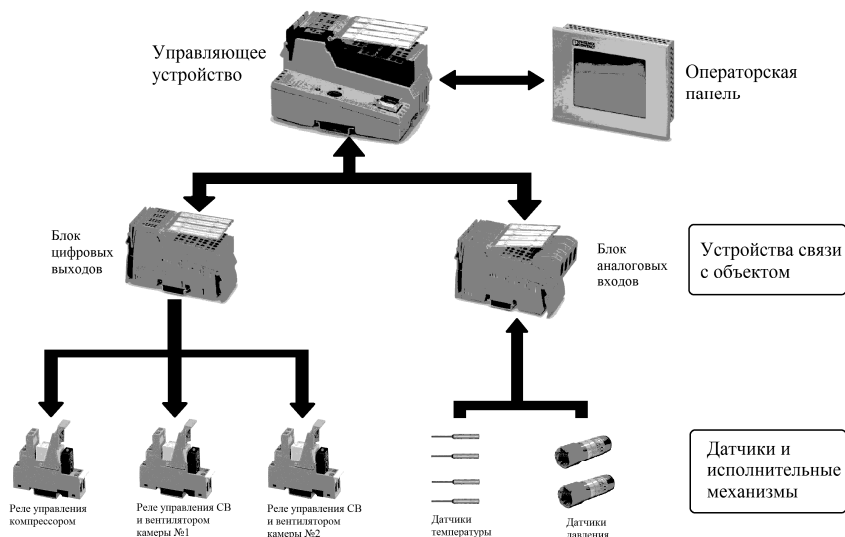 Управляющее
устройство
Операторская
панель
Блок
цифровых
выходов
Блок
аналоговых
входов
Устройства связи
с объектом
Реле управления
компрессором
Реле управления СВ
и вентилятором
камеры №1
Реле управления СВ
и вентилятором
камеры №2
Датчики
температуры
Датчики
давления
Датчики и
исполнительные
механизмы